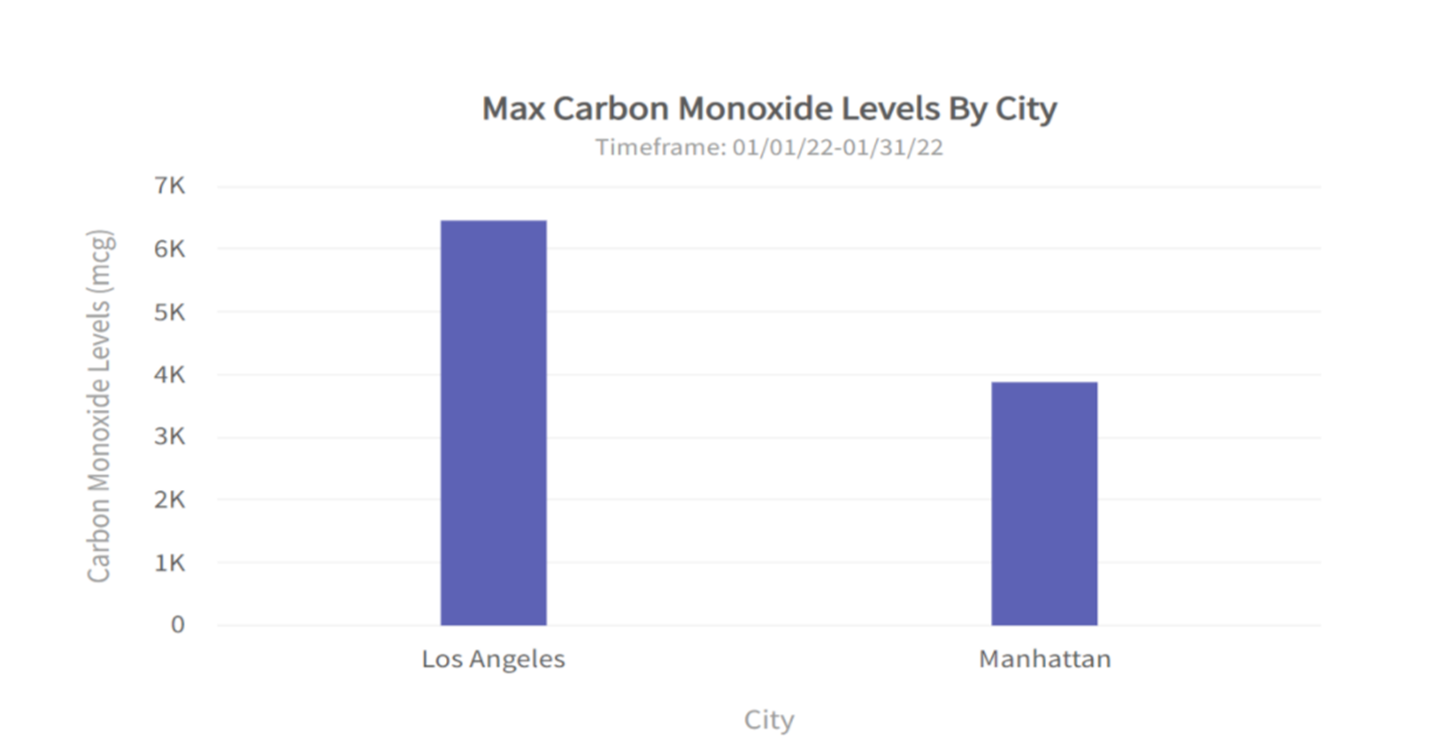 Max Carbon Monoxide Levels By City
Timeframe: 01/01/22-01/31/22
Carbon Monoxide Levels (mcg)
7K
6K
5K
4K
3K
2K
1K
0
Los Angeles
Manhattan
City